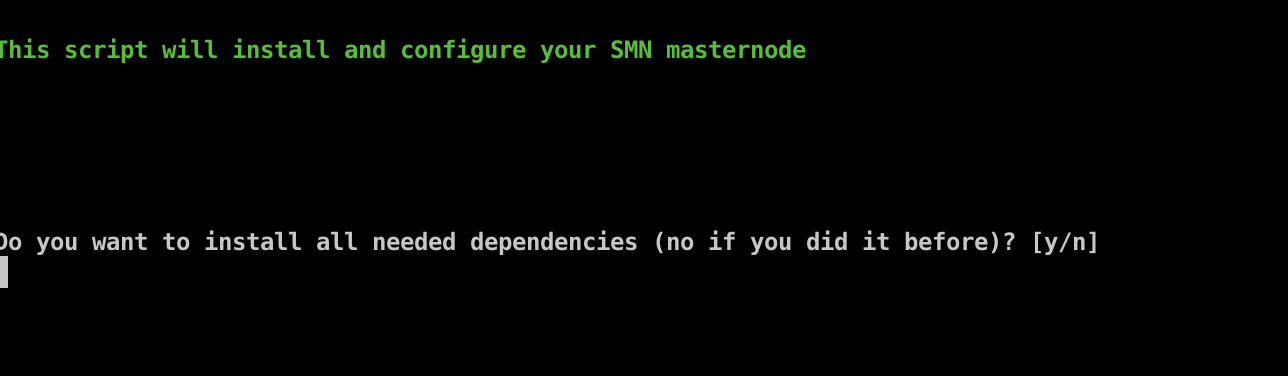 This script will install and configure your SMN masternode
Do you want to install all needed dependencies (no if you did it before)? [y/n]